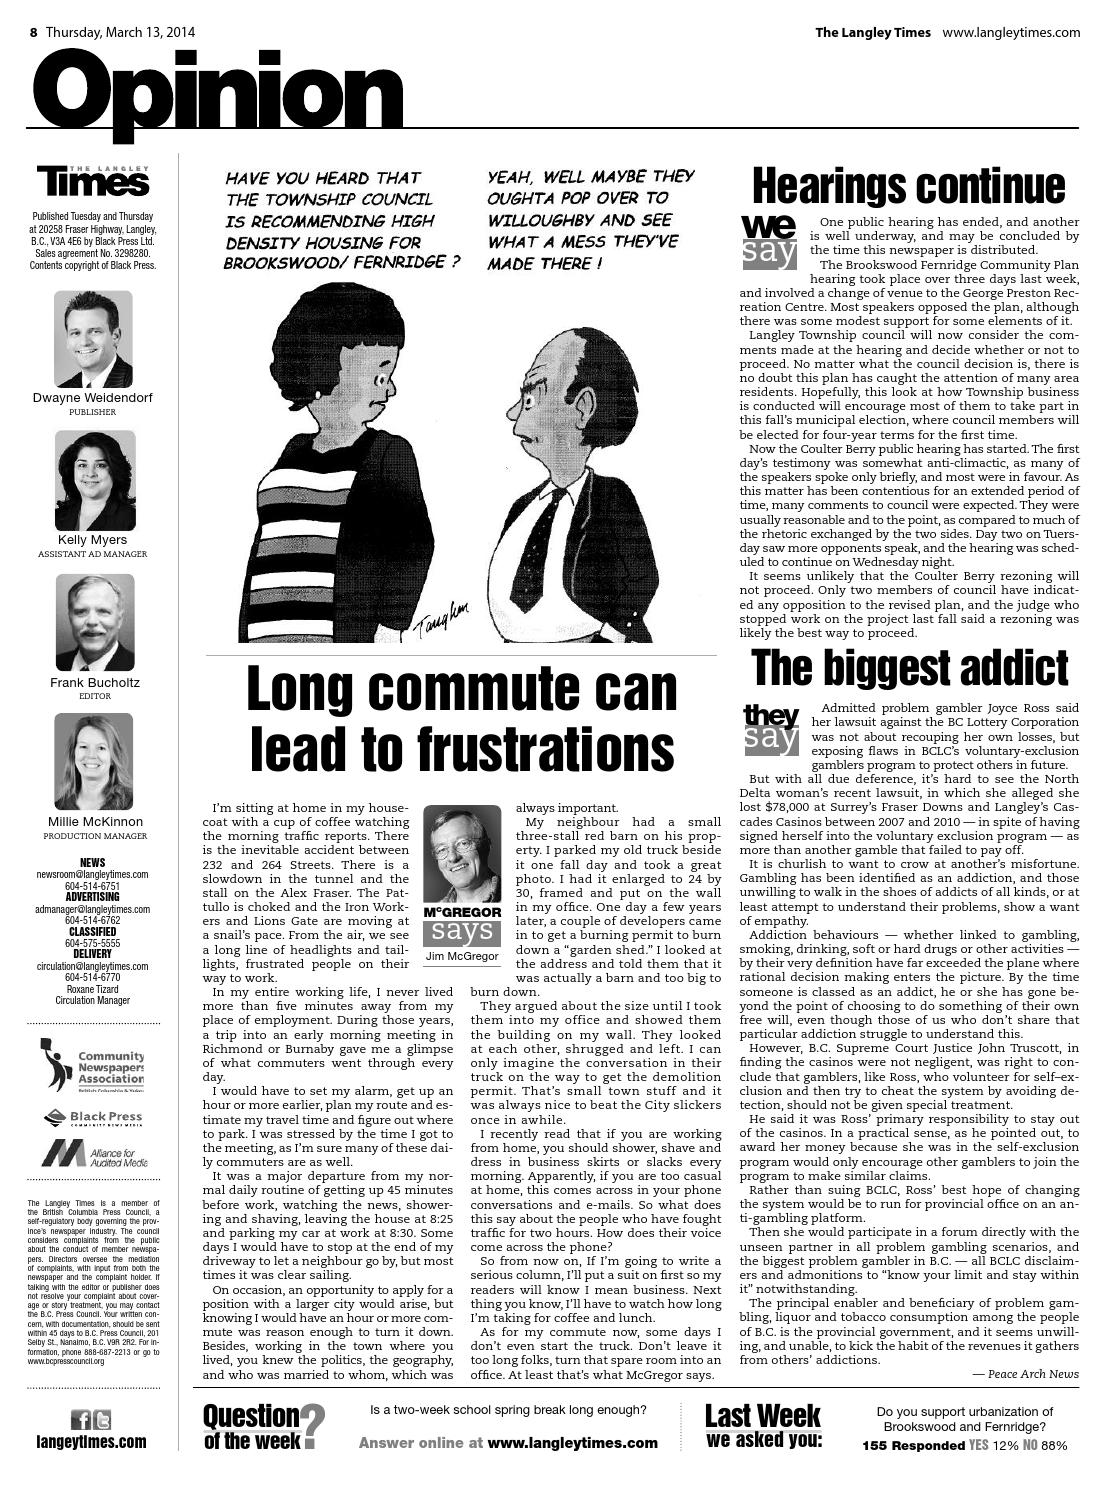 8 Thursday, March 13, 2014
The Langley Times www.langleytimes.com
Opinion
THE LANGLEY
Times
Published Tuesday and Thursday
at 20258 Fraser Highway, Langley,
B.C., V3A 4E6 by Black Press Ltd.
Sales agreement No. 3298280.
Contents copyright of Black Press.
Dwayne Weidendorf
PUBLISHER
Kelly Myers
ASSISTANT AD MANAGER
Frank Bucholtz
EDITOR
Millie McKinnon
PRODUCTION MANAGER
NEWS
newsroom@langleytimes.com
604-514-6751
ADVERTISING
admanager@langleytimes.com
604-514-6762
CLASSIFIED
604-575-5555
DELIVERY
circulation@langleytimes.com
604-514-6770
Roxane Tizard
Circulation Manager
Community
Newspapers
Association
Black Press
COMMUNITY NEWS MEDIA
Alliance for
Audited Media
The Langley Times is a member of
the British Columbia Press Council, a
self-regulatory body governing the prov-
ince's newspaper industry. The council
considers complaints from the public
about the conduct of member newspa-
pers. Directors oversee the mediation
of complaints, with input from both the
newspaper and the complaint holder. If
talking with the editor or publisher does
not resolve your complaint about cover-
age or story treatment, you may contact
the B.C. Press Council. Your written con-
cern, with documentation, should be sent
within 45 days to B.C. Press Council, 201
Selby St., Nanaimo, B.C. V9R 2R2. For in-
formation, phone 888-687-2213 or go to
www.bcpresscouncil.org
langeytimes.com
HAVE YOU HEARD THAT
THE TOWNSHIP COUNCIL
IS RECOMMENDING HIGH
DENSITY HOUSING FOR
BROOKSWOOD/ FERNRIDGE ?
YEAH, WELL MAYBE THEY
OUGHTA POP OVER TO
WILLOUGHBY AND SEE
WHAT A MESS THEY'VE
MADE THERE !
Long commute can
lead to frustrations
I'm sitting at home in my house-
coat with a cup of coffee watching
the morning traffic reports. There
is the inevitable accident between
232 and 264 Streets. There is a
slowdown in the tunnel and the
stall on the Alex Fraser. The Pat-
tullo is choked and the Iron Work-
ers and Lions Gate are moving at
a snail's pace. From the air, we see
a long line of headlights and tail-
lights, frustrated people on their
way to work.
In my entire working life, I never lived
more than five minutes away from my
place of employment. During those years,
a trip into an early morning meeting in
Richmond or Burnaby gave me a glimpse
of what commuters went through every
day.
I would have to set my alarm, get up an
hour or more earlier, plan my route and es-
timate my travel time and figure out where
to park. I was stressed by the time I got to
the meeting, as I'm sure many of these dai-
ly commuters are as well.
It was a major departure from my nor-
mal daily routine of getting up 45 minutes
before work, watching the news, shower-
ing and shaving, leaving the house at 8:25
and parking my car at work at 8:30. Some
days I would have to stop at the end of my
driveway to let a neighbour go by, but most
times it was clear sailing.
On occasion, an opportunity to apply for a
position with a larger city would arise, but
knowing I would have an hour or more com-
mute was reason enough to turn it down.
Besides, working in the town where you
lived, you knew the politics, the geography,
and who was married to whom, which was
McGREGOR
says
Jim McGregor
always important.
My neighbour had a small
three-stall red barn on his prop-
erty. I parked my old truck beside
it one fall day and took a great
photo. I had it enlarged to 24 by
30, framed and put on the wall
in my office. One day a few years
later, a couple of developers came
in to get a burning permit to burn
down a "garden shed." I looked at
the address and told them that it
was actually a barn and too big to
burn down.
They argued about the size until I took
them into my office and showed them
the building on my wall. They looked
at each other, shrugged and left. I can
only imagine the conversation in their
truck on the way to get the demolition
permit. That's small town stuff and it
was always nice to beat the City slickers
once in awhile.
I recently read that if you are working
from home, you should shower, shave and
dress in business skirts or slacks every
morning. Apparently, if you are too casual
at home, this comes across in your phone
conversations and e-mails. So what does
this say about the people who have fought
traffic for two hours. How does their voice
come across the phone?
So from now on, If I'm going to write a
serious column, I'll put a suit on first so my
readers will know I mean business. Next
thing you know, I'll have to watch how long
I'm taking for coffee and lunch.
As for my commute now, some days I
don't even start the truck. Don't leave it
too long folks, turn that spare room into an
office. At least that's what McGregor says.
Hearings continue
we
say
One public hearing has ended, and another
is well underway, and may be concluded by
the time this newspaper is distributed.
The Brookswood Fernridge Community Plan
hearing took place over three days last week,
and involved a change of venue to the George Preston Rec-
reation Centre. Most speakers opposed the plan, although
there was some modest support for some elements of it.
Langley Township council will now consider the com-
ments made at the hearing and decide whether or not to
proceed. No matter what the council decision is, there is
no doubt this plan has caught the attention of many area
residents. Hopefully, this look at how Township business
is conducted will encourage most of them to take part in
this fall's municipal election, where council members will
be elected for four-year terms for the first time.
Now the Coulter Berry public hearing has started. The first
day's testimony was somewhat anti-climactic, as many of
the speakers spoke only briefly, and most were in favour. As
this matter has been contentious for an extended period of
time, many comments to council were expected. They were
usually reasonable and to the point, as compared to much of
the rhetoric exchanged by the two sides. Day two on Tues-
day saw more opponents speak, and the hearing was sched-
uled to continue on Wednesday night.
It seems unlikely that the Coulter Berry rezoning will
not proceed. Only two members of council have indicat-
ed any opposition to the revised plan, and the judge who
stopped work on the project last fall said a rezoning was
likely the best way to proceed.
The biggest addict
they
say
Admitted problem gambler Joyce Ross said
her lawsuit against the BC Lottery Corporation
was not about recouping her own losses, but
exposing flaws in BCLC's voluntary-exclusion
gamblers program to protect others in future.
But with all due deference, it's hard to see the North
Delta woman's recent lawsuit, in which she alleged she
lost $78,000 at Surrey's Fraser Downs and Langley's Cas-
cades Casinos between 2007 and 2010 — in spite of having
signed herself into the voluntary exclusion program — as
more than another gamble that failed to pay off.
It is churlish to want to crow at another's misfortune.
Gambling has been identified as an addiction, and those
unwilling to walk in the shoes of addicts of all kinds, or at
least attempt to understand their problems, show a want
of empathy.
Addiction behaviours — whether linked to gambling,
smoking, drinking, soft or hard drugs or other activities —
by their very definition have far exceeded the plane where
rational decision making enters the picture. By the time
someone is classed as an addict, he or she has gone be-
yond the point of choosing to do something of their own
free will, even though those of us who don't share that
particular addiction struggle to understand this.
However, B.C. Supreme Court Justice John Truscott, in
finding the casinos were not negligent, was right to con-
clude that gamblers, like Ross, who volunteer for self–ex-
clusion and then try to cheat the system by avoiding de-
tection, should not be given special treatment.
He said it was Ross' primary responsibility to stay out
of the casinos. In a practical sense, as he pointed out, to
award her money because she was in the self-exclusion
program would only encourage other gamblers to join the
program to make similar claims.
Rather than suing BCLC, Ross' best hope of changing
the system would be to run for provincial office on an an-
ti-gambling platform.
Then she would participate in a forum directly with the
unseen partner in all problem gambling scenarios, and
the biggest problem gambler in B.C. — all BCLC disclaim-
ers and admonitions to "know your limit and stay within
it" notwithstanding.
The principal enabler and beneficiary of problem gam-
bling, liquor and tobacco consumption among the people
of B.C. is the provincial government, and it seems unwill-
ing, and unable, to kick the habit of the revenues it gathers
from others' addictions.
— Peace Arch News
Question
of the week?
Is a two-week school spring break long enough?
Answer online at www.langleytimes.com
Last Week
we asked you:
Do you support urbanization of
Brookswood and Fernridge?
155 Responded YES 12% NO 88%